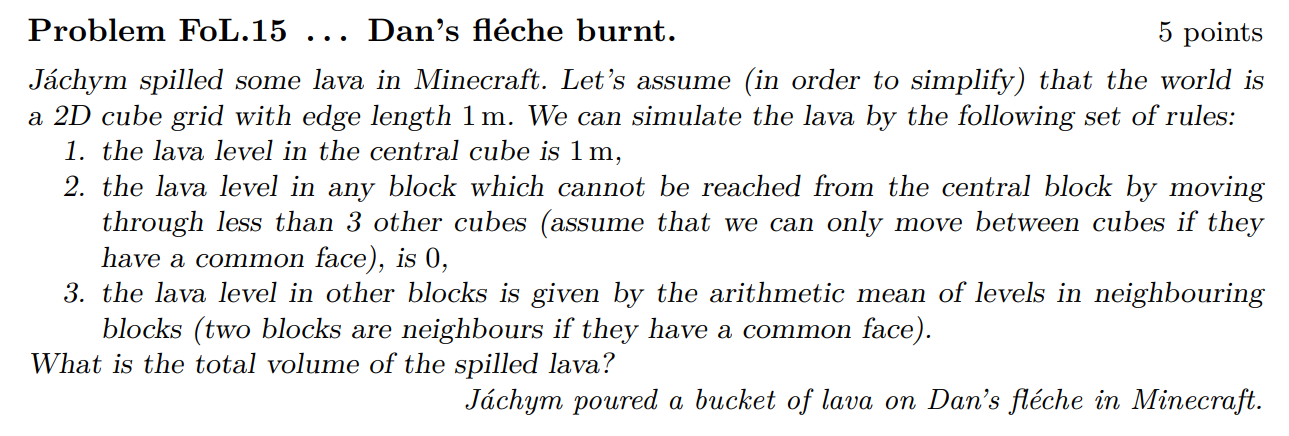 Problem FoL.15 ... Dan's fléche burnt. 5 points
Jáchym spilled some lava in Minecraft. Let's assume (in order to simplify) that the world is
a 2D cube grid with edge length 1 m. We can simulate the lava by the following set of rules:
1. the lava level in the central cube is 1 m,
2. the lava level in any block which cannot be reached from the central block by moving
through less than 3 other cubes (assume that we can only move between cubes if they
have a common face), is 0,
3. the lava level in other blocks is given by the arithmetic mean of levels in neighbouring
blocks (two blocks are neighbours if they have a common face).
What is the total volume of the spilled lava?
Jáchym poured a bucket of lava on Dan's fléche in Minecraft.